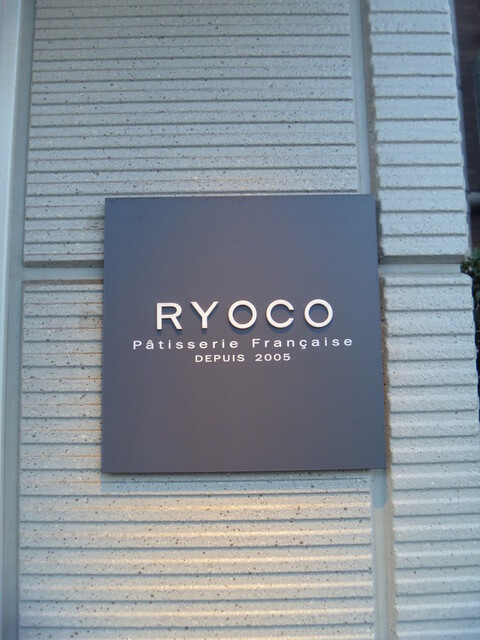 RYOCO
Pâtisserie Française
DEPUIS 2005